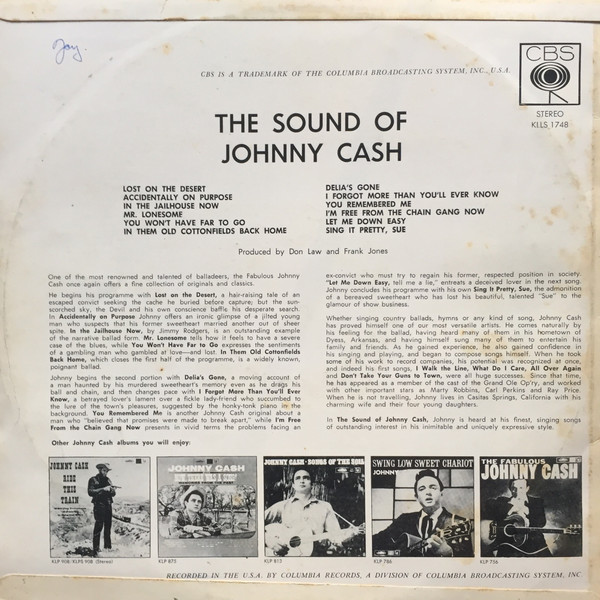 Jay.
CBS IS A TRADEMARK OF THE COLUMBIA BROADCASTING SYSTEM, INC., U.S.A.
CBS
STEREO
KLLS 1748
THE SOUND OF
JOHNNY CASH
LOST ON THE DESERT
ACCIDENTALLY ON PURPOSE
IN THE JAILHOUSE NOW
MR. LONESOME
YOU WON'T HAVE FAR TO GO
IN THEM OLD COTTONFIELDS BACK HOME
DELIA'S GONE
I FORGOT MORE THAN YOU'LL EVER KNOW
YOU REMEMBERED ME
I'M FREE FROM THE CHAIN GANG NOW
LET ME DOWN EASY
SING IT PRETTY, SUE
Produced by Don Law and Frank Jones
One of the most renowned and talented of balladeers, the Fabulous Johnny
Cash once again offers a fine collection of originals and classics.
He begins his programme with Lost on the Desert, a hair-raising tale of an
escaped convict seeking the cache he buried before capture; but the sun-
scorched sky, the Devil and his own conscience baffle his desperate search.
In Accidentally on Purpose Johnny offers an ironic glimpse of a jilted young
man who suspects that his former sweetheart married another out of sheer
spite. In the Jailhouse Now, by Jimmy Rodgers, is an outstanding example
of the narrative ballad form. Mr. Lonesome tells how it feels to have a severe
case of the blues, while You Won't Have Far to Go expresses the sentiments
of a gambling man who gambled at love—and lost. In Them Old Cottonfields
Back Home, which closes the first half of the programme, is a widely known,
poignant ballad.
Johnny begins the second portion with Delia's Gone, a moving account of
a man haunted by his murdered sweetheart's memory even as he drags his
ball and chain, and then changes pace with I Forgot More Than You'll Ever
Know, a betrayed lover's lament over a fickle lady-friend who succumbed to
the lure of the town's pleasures, suggested by the honky-tonk piano in the
background. You Remembered Me is another Johnny Cash original about a
man who "believed that promises were made to break apart," while I'm Free
From the Chain Gang Now presents in vivid terms the problems facing an
ex-convict who must try to regain his former, respected position in society.
"Let Me Down Easy, tell me a lie," entreats a deceived lover in the next song.
Johnny concludes his programme with his own Sing It Pretty, Sue, the admonition
of a bereaved sweetheart who has lost his beautiful, talented "Sue" to the
glamour of show business.
Whether singing country ballads, hymns or any kind of song, Johnny Cash
has proved himself one of our most versatile artists. He comes naturally by
his feeling for the ballad, having heard many of them in his hometown of
Dyess, Arkansas, and having himself sung many of them to entertain his
family and friends. As he gained experience, he also gained confidence in
his singing and playing, and began to compose songs himself. When he took
some of his work to record companies, his potential was recognized at once,
and indeed his first songs, I Walk the Line, What Do I Care, All Over Again
and Don't Take Your Guns to Town, were all huge successes. Since that time,
he has appeared as a member of the cast of the Grand Ole Op'ry, and worked
with other important stars as Marty Robbins, Carl Perkins and Ray Price.
When he is not travelling, Johnny lives in Casitas Springs, California with his
charming wife and their four young daughters.
In The Sound of Johnny Cash, Johnny is heard at his finest, singing songs
of outstanding interest in his inimitable and uniquely expressive style.
Other Johnny Cash albums you will enjoy:
JOHNNY CASH
RIDE
THIS
TRAIN
JOHNNY CASH
JOHNNY CASH · SONGS OF OUR SOIL
SWING LOW SWEET CHARIOT
JOHNNY
THE FABULOUS
JOHNNY CASH
KLP 908/KLPS 908 (Stereo)
KLP 875
KLP 815
KLP 786
KLP 756
RECORDED IN THE U.S.A. BY COLUMBIA RECORDS, A DIVISION OF COLUMBIA BROADCASTING SYSTEM, INC.